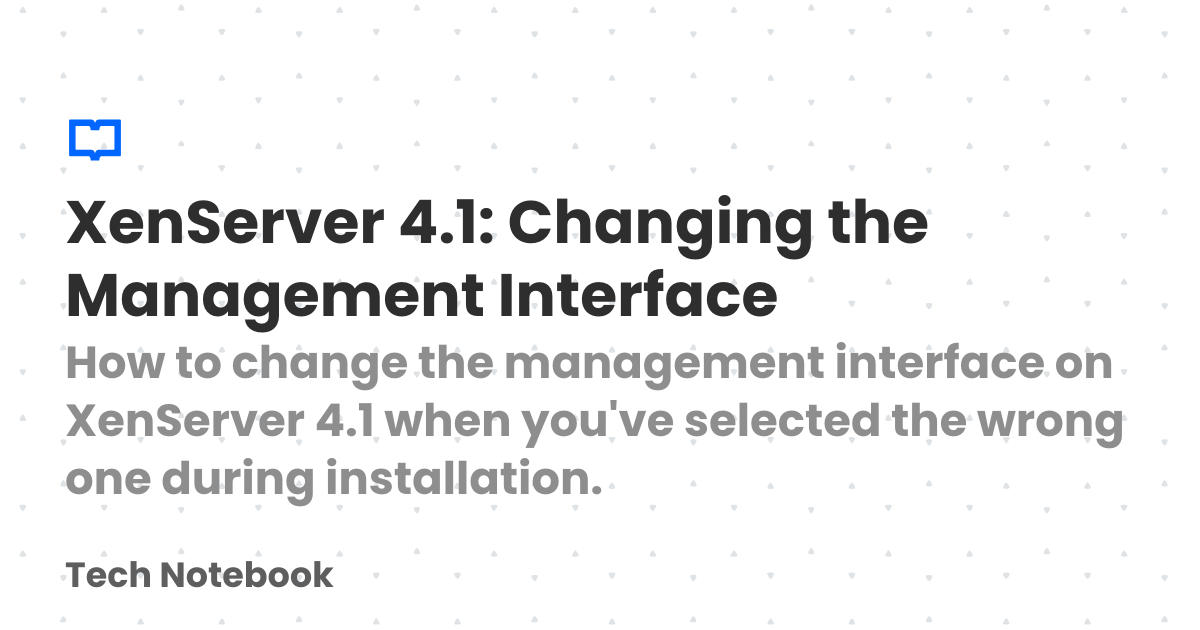 XenServer 4.1: Changing the
Management Interface
How to change the management interface on
XenServer 4.1 when you've selected the wrong
one during installation.
Tech Notebook